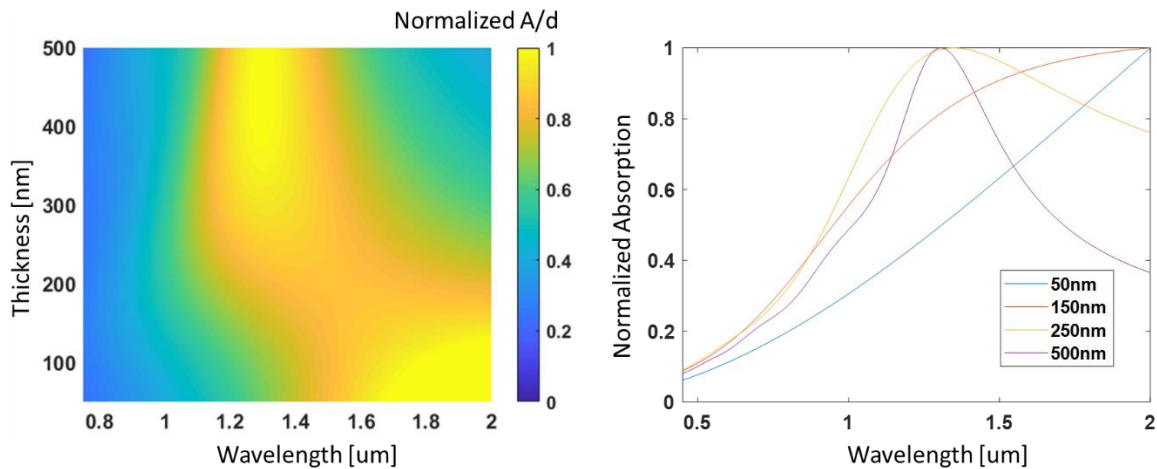 Normalized A/d
500
400
300
200
100
Thickness [nm]
0.8 1 1.2 1.4 1.6 1.8 2
Wavelength [um]
1
0.8
0.6
0.4
0.2
0
1
0.8
0.6
0.4
0.2
0
Normalized Absorption
50nm
150nm
250nm
500nm
0.5 1 1.5 2
Wavelength [um]